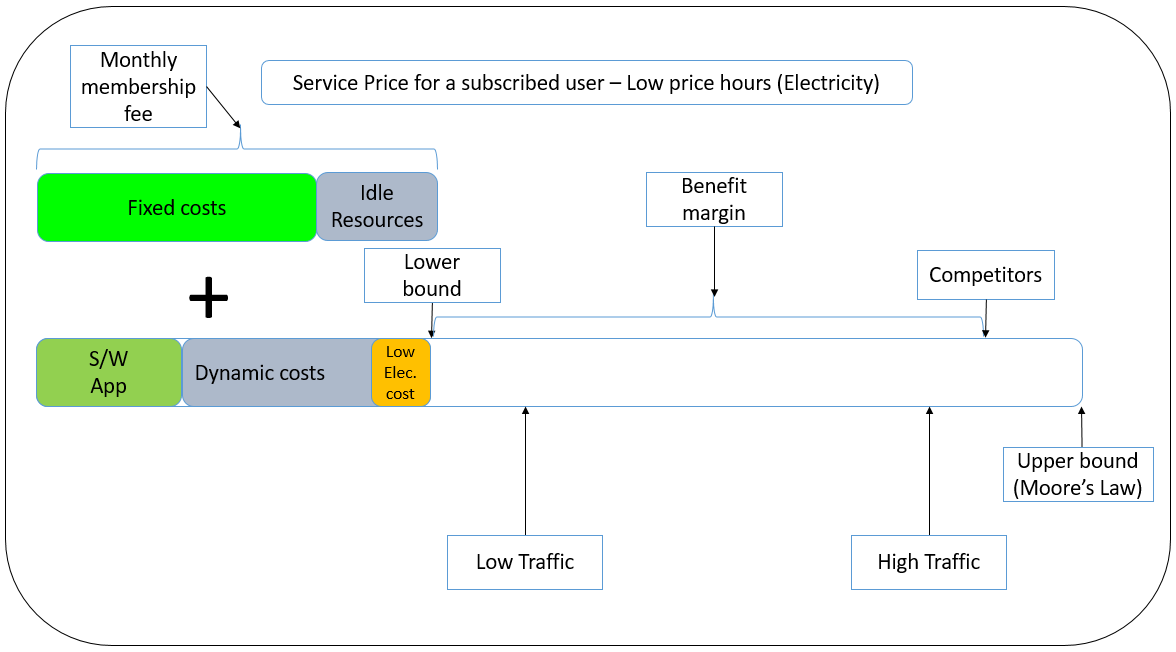 Monthly
membership
fee
Service Price for a subscribed user – Low price hours (Electricity)
Fixed costs
Idle
Resources
Benefit
margin
Lower
bound
Competitors
+
S/W
App
Dynamic costs
Low
Elec.
cost
Upper bound
(Moore’s Law)
Low Traffic
High Traffic